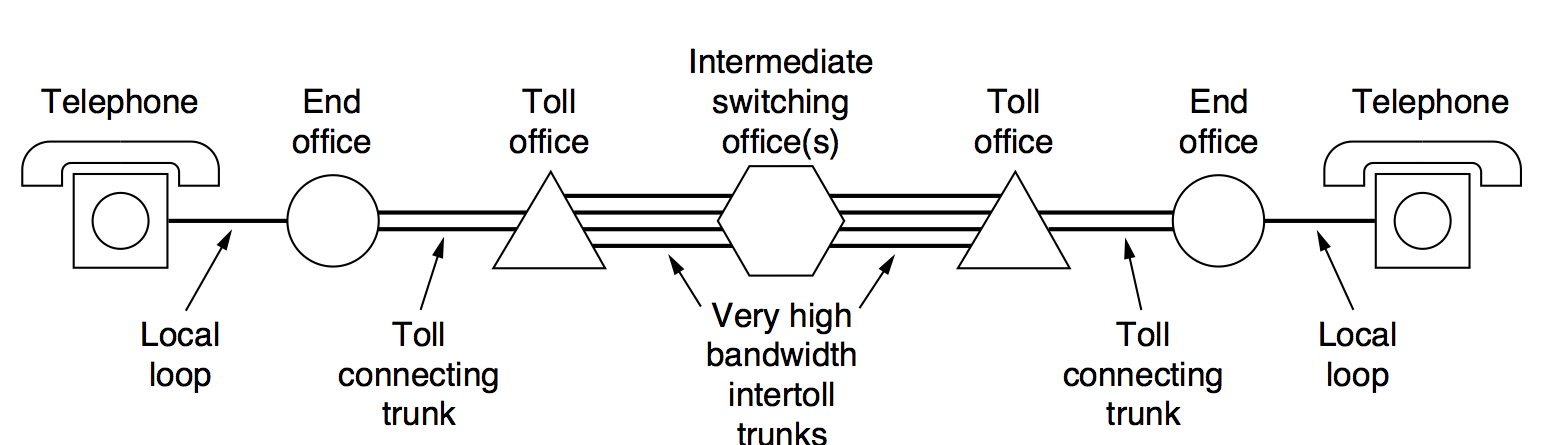 Telephone
End
office
Toll
office
Intermediate
switching
office(s)
Toll
office
End
office
Telephone
Local
loop
Toll
connecting
trunk
Very high
bandwidth
intertoll
trunks
Toll
connecting
trunk
Local
loop